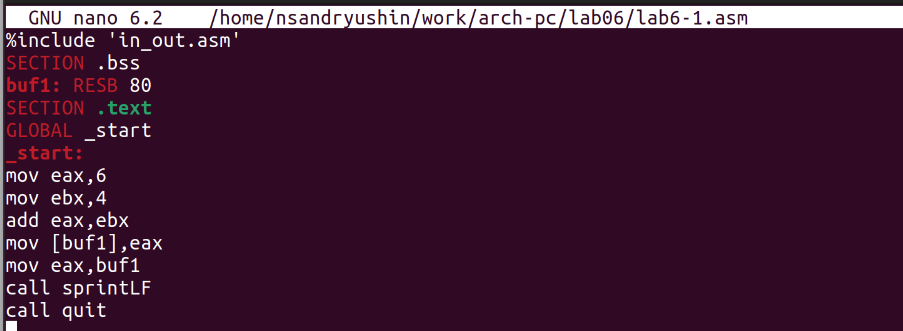 GNU nano 6.2    /home/nsandryushin/work/arch-pc/lab06/lab6-1.asm
%include 'in_out.asm'
SECTION .bss
buf1: RESB 80
SECTION .text
GLOBAL _start
_start:
mov eax,6
mov ebx,4
add eax,ebx
mov [buf1],eax
mov eax,buf1
call sprintLF
call quit